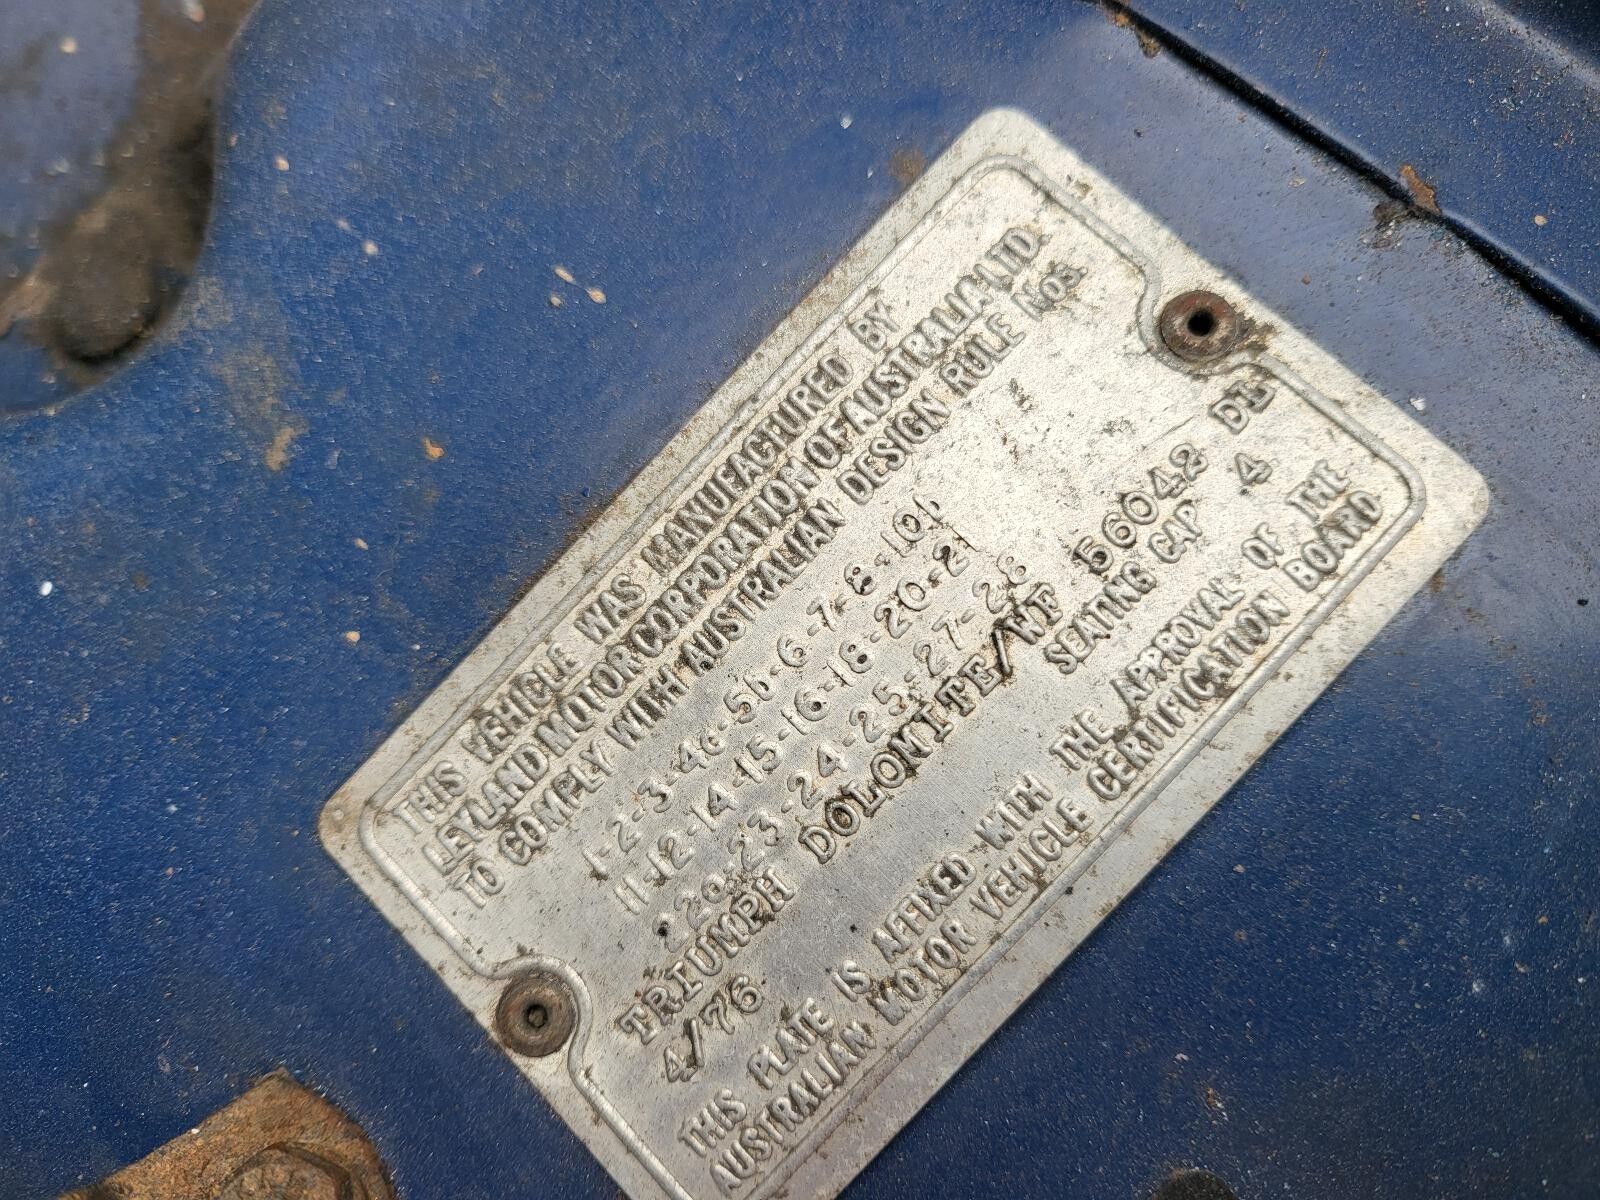 THIS VEHICLE WAS MANUFACTURED BY
LEYLAND MOTOR CORPORATION OF AUSTRALIA LTD.
TO COMPLY WITH AUSTRALIAN DESIGN RULE Nos.
1-2-3-4C-5b-6-7-8-10b
11-12-14-15-16-18-20-21
22a-23-24-25-27-28
TRIUMPH DOLOMITE/WF 56042 DL
4/76 SEATING CAP 4
THIS PLATE IS AFFIXED WITH THE APPROVAL OF THE
AUSTRALIAN MOTOR VEHICLE CERTIFICATION BOARD